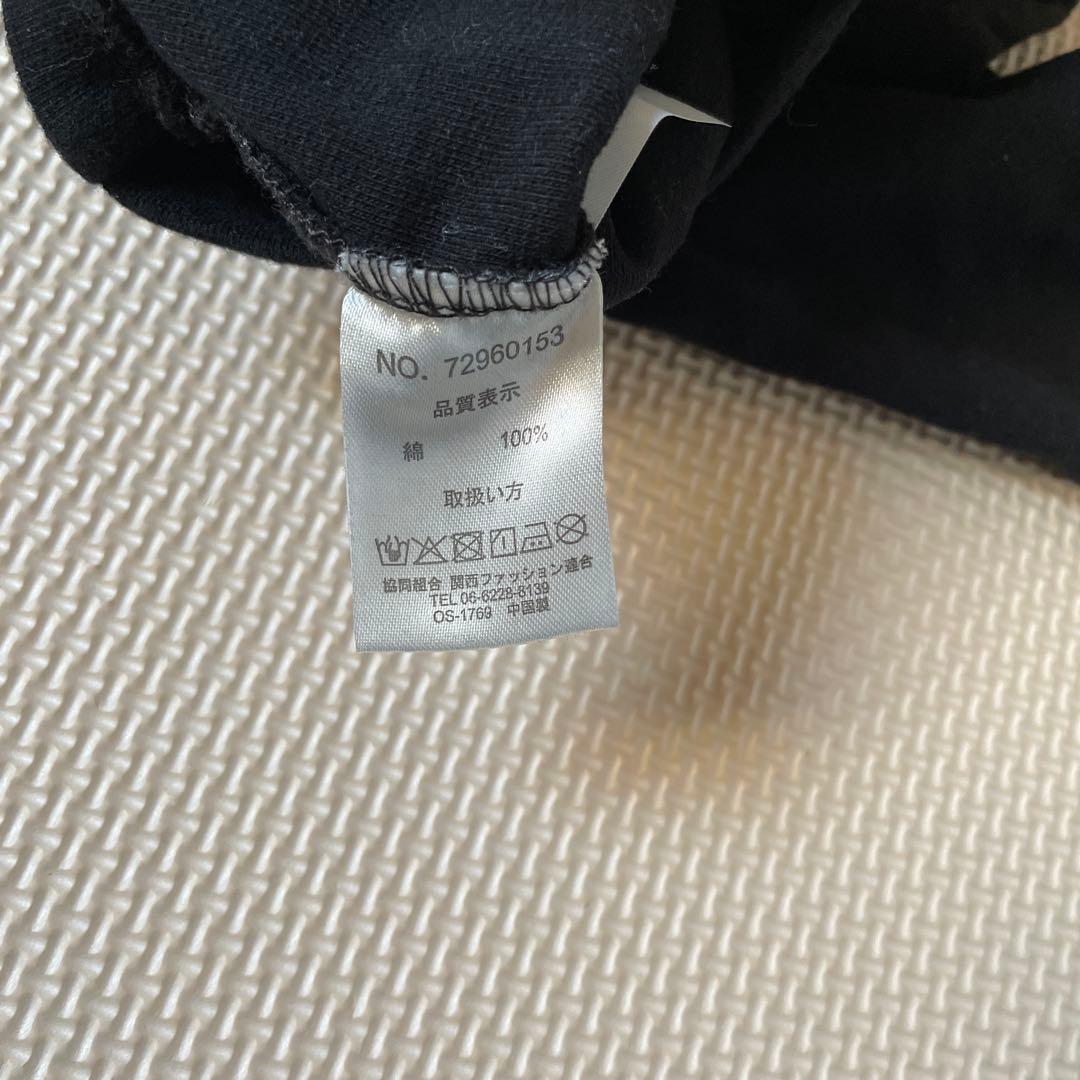 NO. 72960153
品質表示
綿 100%
取扱い方
協同組合 関西ファッション連合
TEL 06-6228-8139
OS-1769 中国製